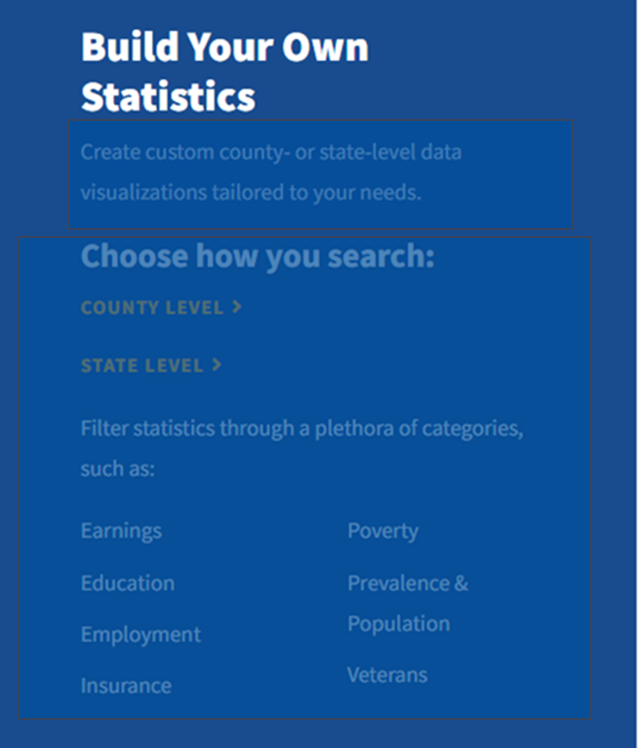 Build Your Own
Statistics
Create custom county- or state-level data
visualizations tailored to your needs.
Choose how you search:
COUNTY LEVEL >
STATE LEVEL >
Filter statistics through a plethora of categories,
such as:
Earnings
Education
Employment
Insurance
Poverty
Prevalence &
Population
Veterans